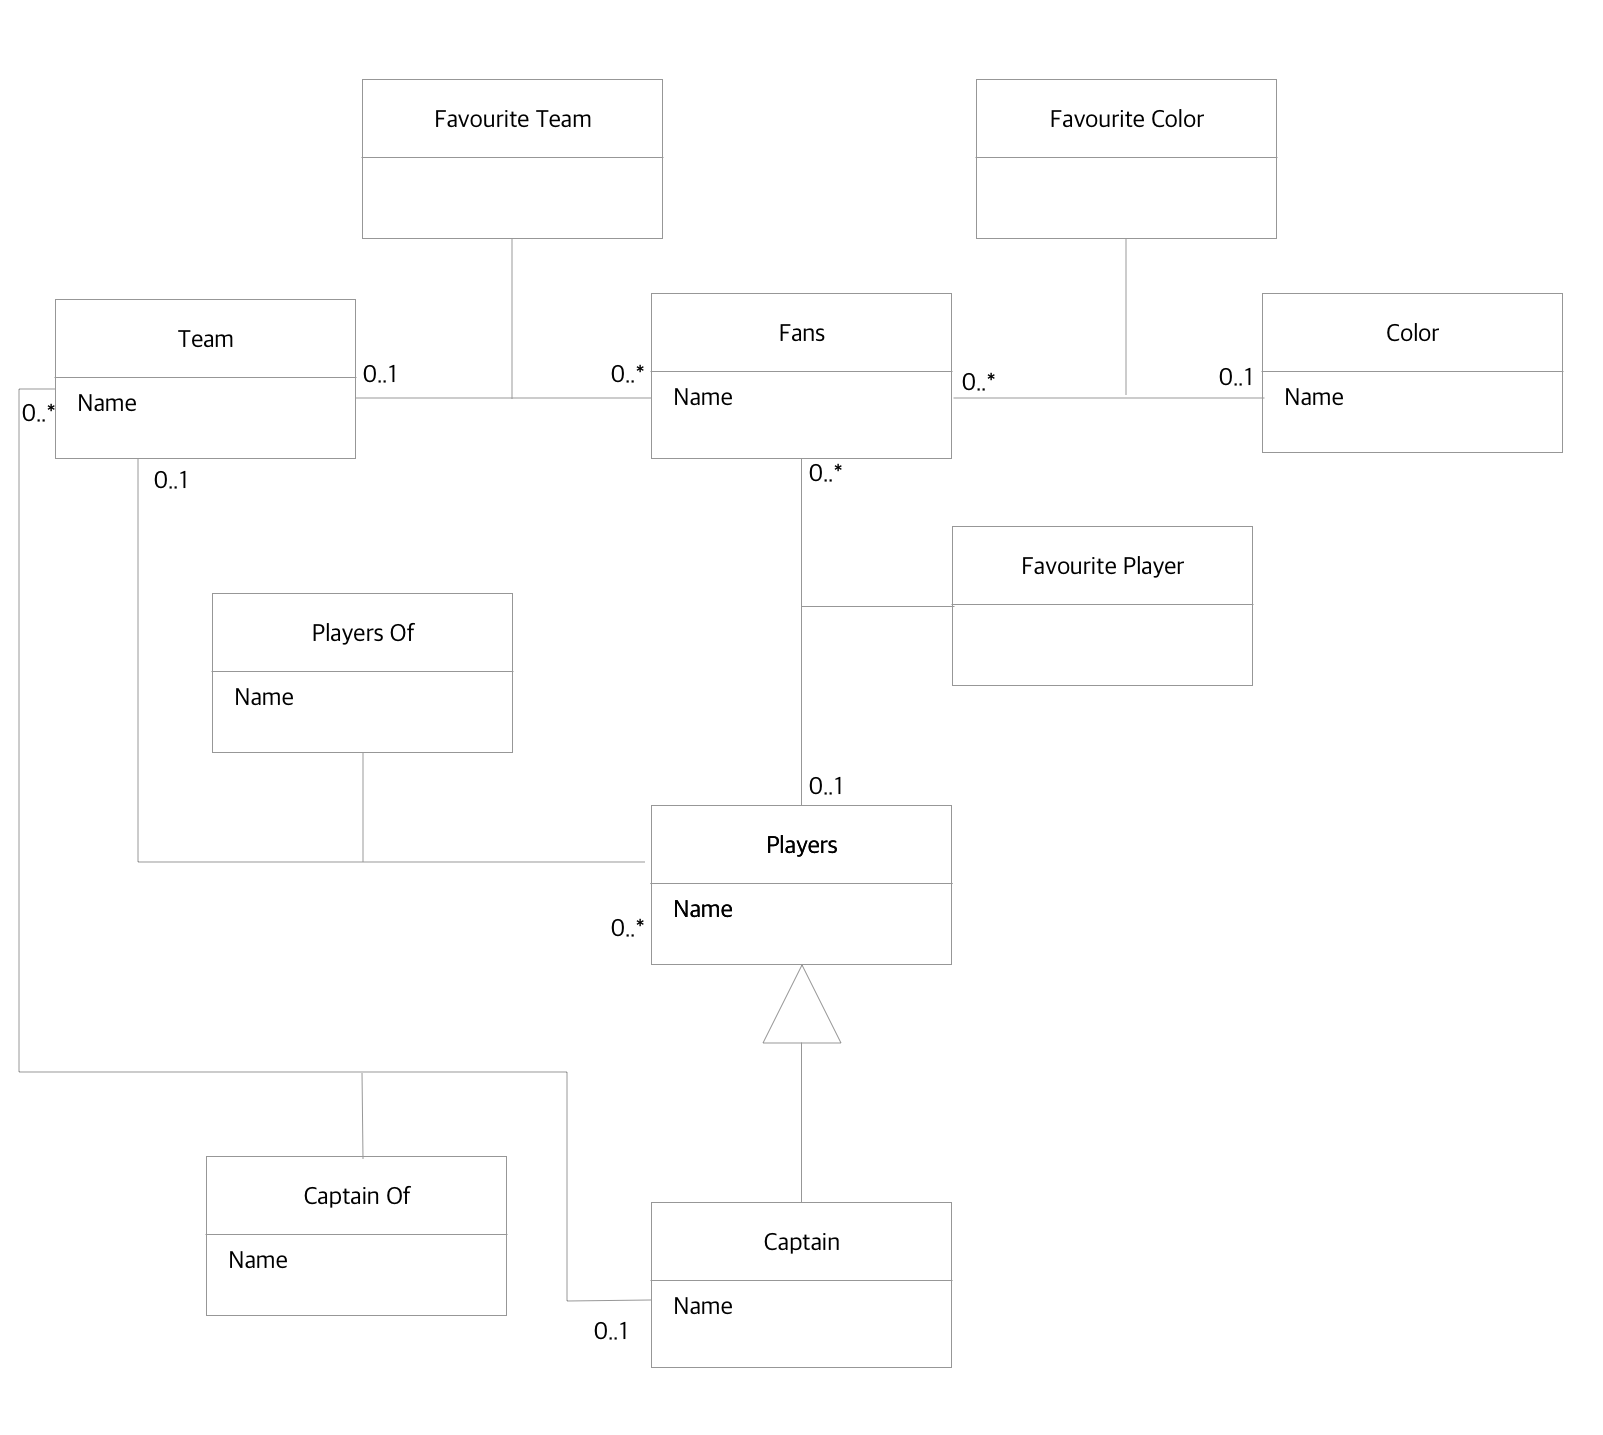 Favourite Team
Favourite Color
Team
Name
0..1
0..*
Fans
Name
0..*
0..1
Color
Name
0..*
0..1
0..*
Favourite Player
Players Of
Name
0..1
Players
Name
0..*
Captain Of
Name
Captain
Name
0..1